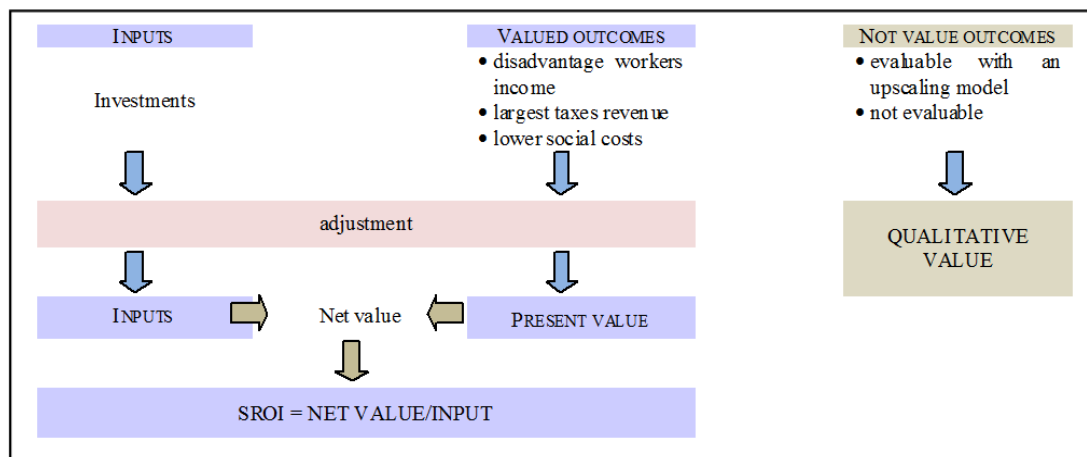 INPUTS
Investments
VALUED OUTCOMES
• disadvantage workers
income
• largest taxes revenue
• lower social costs
NOT VALUE OUTCOMES
• evaluable with an
upscaling model
• not evaluable
adjustment
QUALITATIVE
VALUE
INPUTS
Net value
PRESENT VALUE
SROI = NET VALUE/INPUT